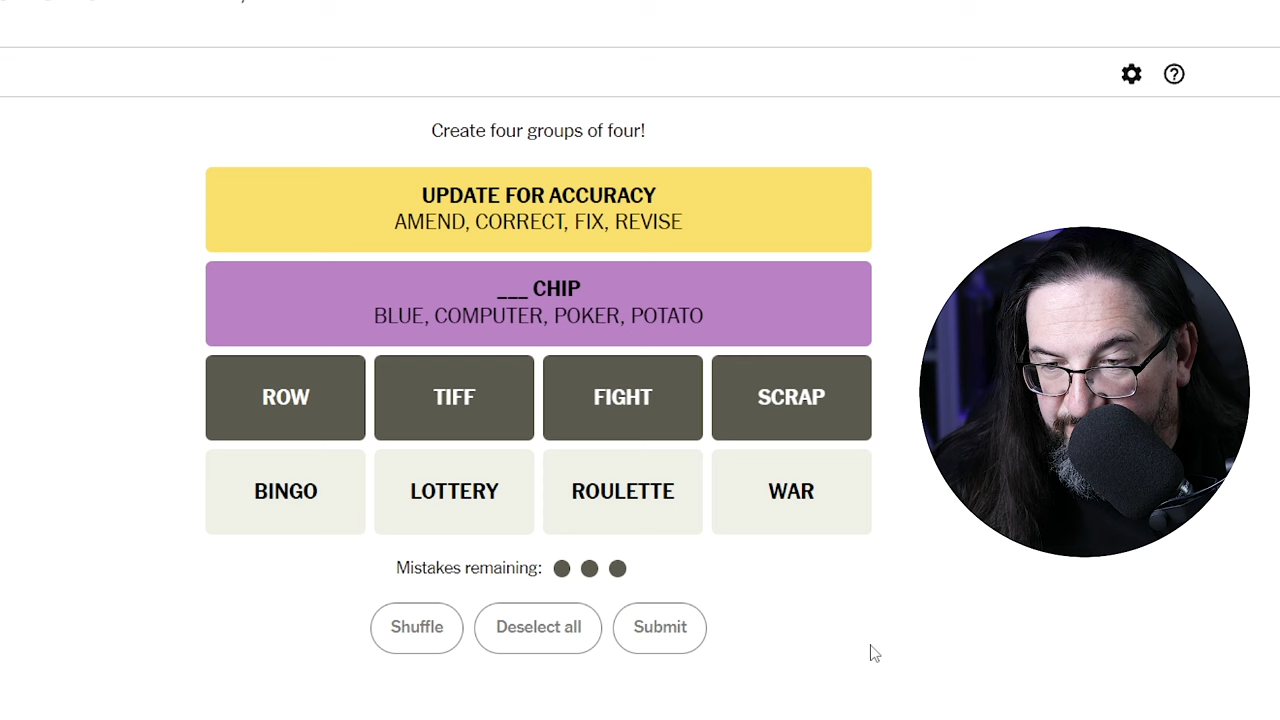 Create four groups of four!
UPDATE FOR ACCURACY
AMEND, CORRECT, FIX, REVISE
___ CHIP
BLUE, COMPUTER, POKER, POTATO
ROW TIFF FIGHT SCRAP
BINGO LOTTERY ROULETTE WAR
Mistakes remaining:
Shuffle Deselect all Submit